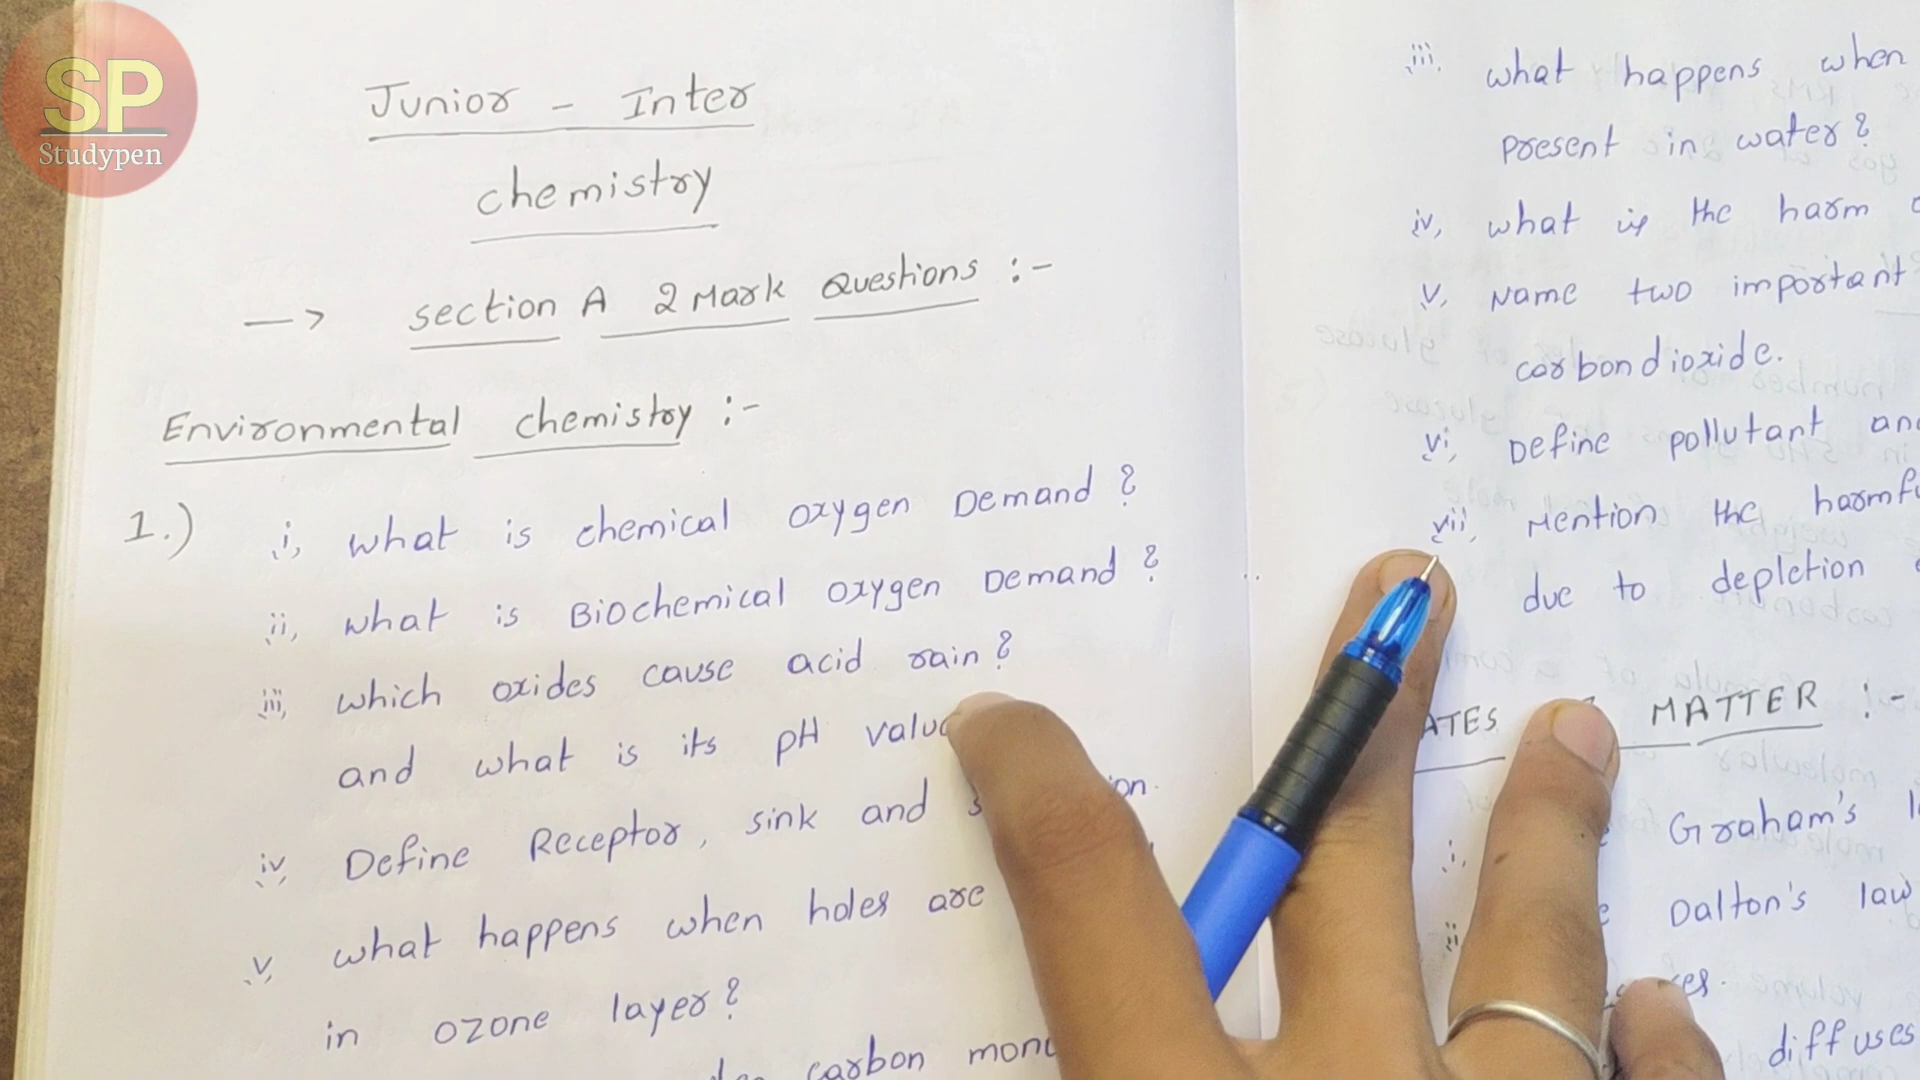 SP
Studypen
Junior - Inter
chemistry
—> section A 2 Mark Questions :-
Environmental chemistry :-
1.) i, what is chemical oxygen Demand?
ii, what is Biochemical oxygen Demand?
iii, which oxides cause acid rain?
and what is its pH
iv, Define Receptor, sink and
v, what happens when holes are
in ozone layer?
carbon
iii, what happens when
present in water?
iv, what is the harm
v, Name two important
carbondioxide.
vi, Define pollutant
vii, Mention the
due to depletion
MATTER :-
i, Graham's
ii, Dalton's law
diffuses